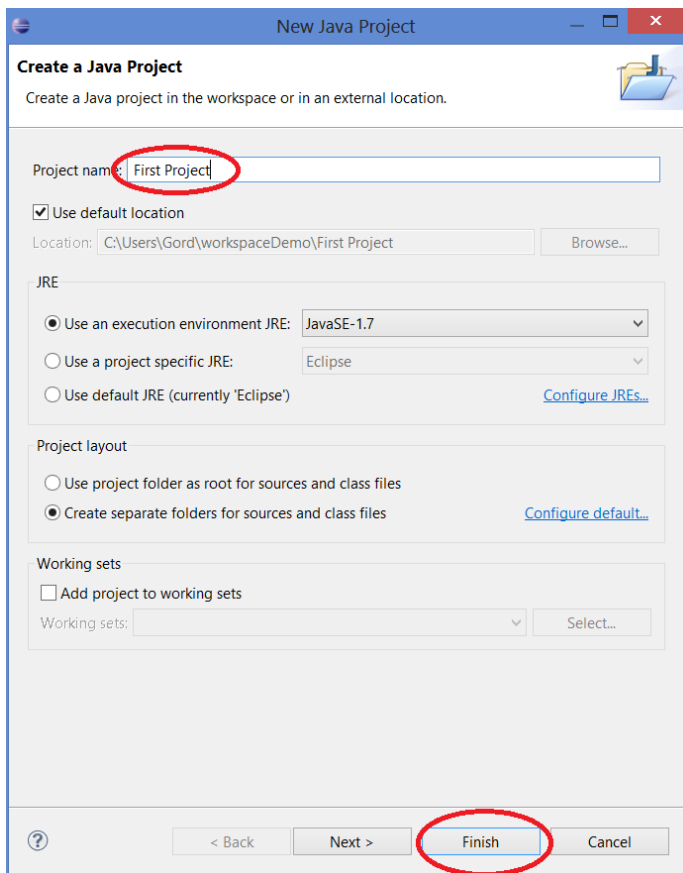 New Java Project
Create a Java Project
Create a Java project in the workspace or in an external location.
Project name: First Project
Use default location
Location: C:\Users\Gord\workspaceDemo\First Project Browse...
JRE
Use an execution environment JRE: JavaSE-1.7
Use a project specific JRE: Eclipse
Use default JRE (currently 'Eclipse') Configure JREs...
Project layout
Use project folder as root for sources and class files
Create separate folders for sources and class files Configure default...
Working sets
Add project to working sets
Working sets: Select...
? < Back Next > Finish Cancel